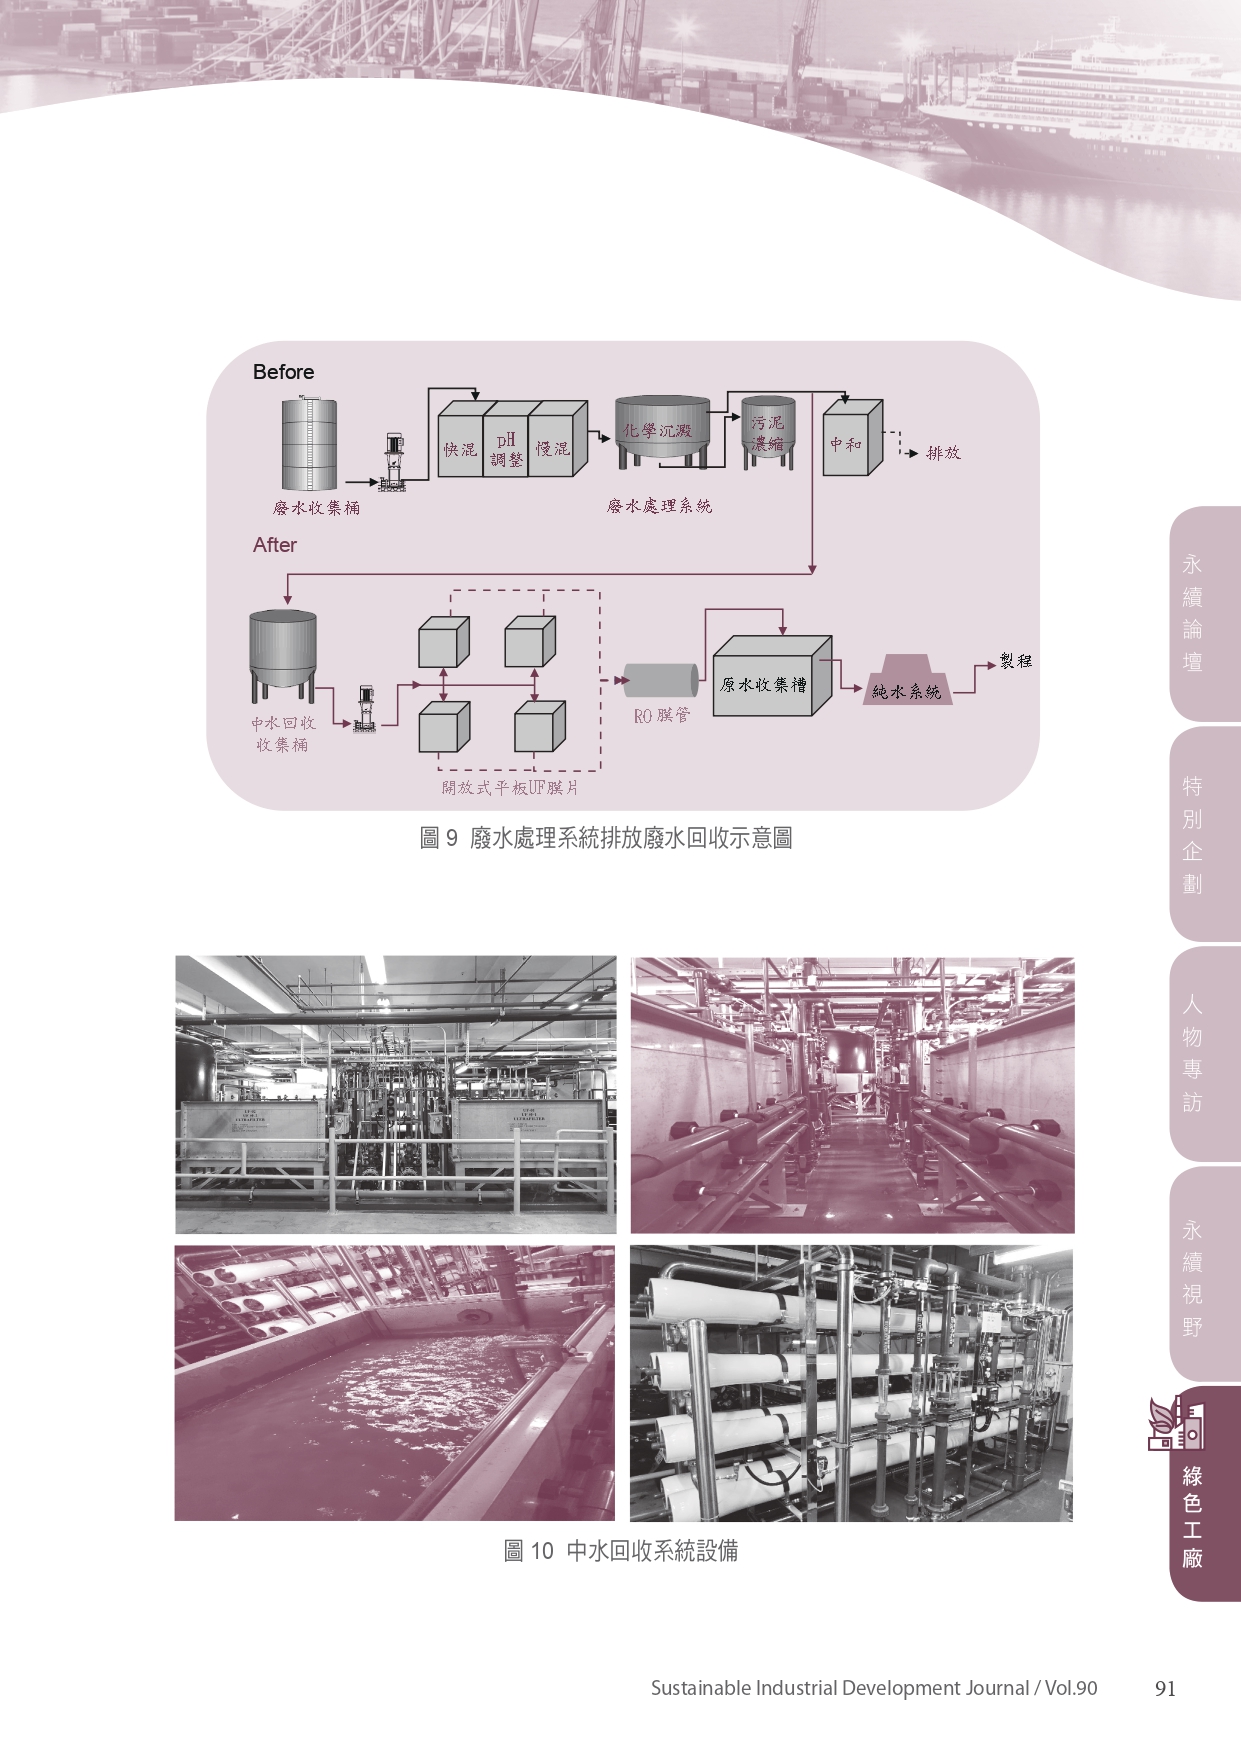 Before
快混
pH
調整
慢混
化學沉澱
污泥
濃縮
中和
排放
廢水收集桶
廢水處理系統
After
中水回收
收集桶
開放式平板UF膜片
RO 膜管
原水收集槽
純水系統
製程
圖 9 廢水處理系統排放廢水回收示意圖
圖 10 中水回收系統設備
永續論壇
特別企劃
人物專訪
永續視野
綠色工廠
Sustainable Industrial Development Journal / Vol.90
91